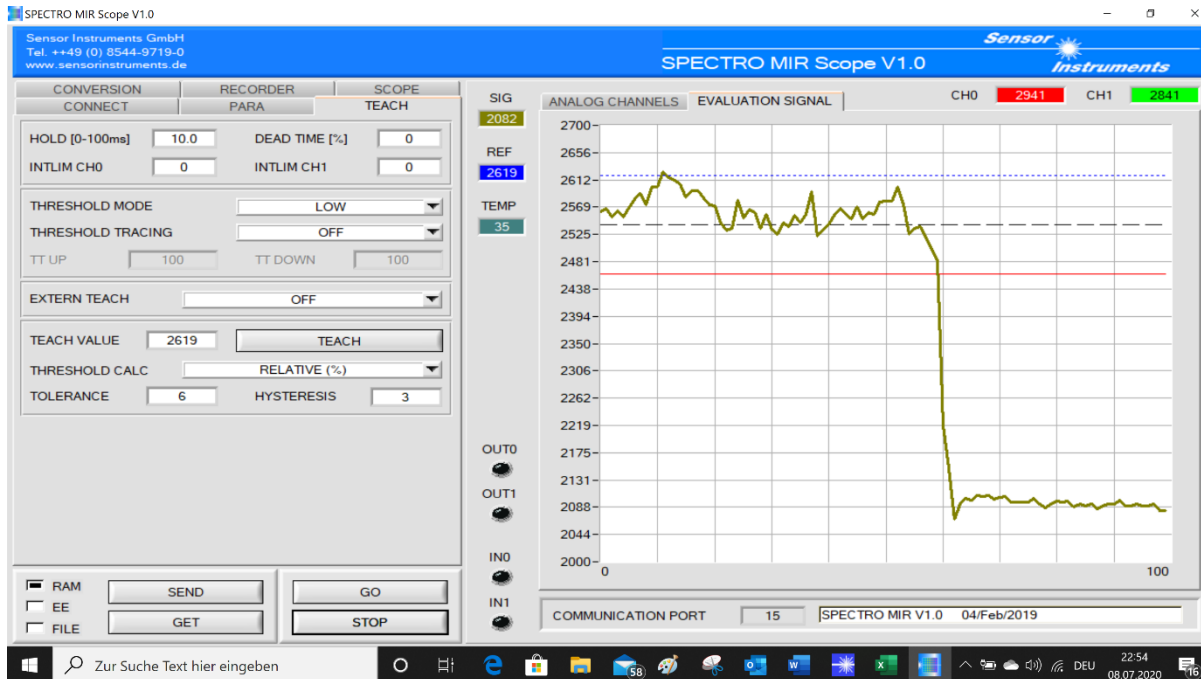 SPECTRO MIR Scope V1.0
Sensor Instruments GmbH
Tel. ++49 (0) 8544-9719-0
www.sensorinstruments.de
SPECTRO MIR Scope V1.0
Sensor
Instruments
CONVERSION RECORDER SCOPE
CONNECT PARA TEACH
HOLD [0-100ms] 10.0 DEAD TIME [%] 0
INTLIM CH0 0 INTLIM CH1 0
THRESHOLD MODE LOW
THRESHOLD TRACING OFF
TT UP 100 TT DOWN 100
EXTERN TEACH OFF
TEACH VALUE 2619 TEACH
THRESHOLD CALC RELATIVE (%)
TOLERANCE 6 HYSTERESIS 3
RAM
EE
FILE
SEND
GET
GO
STOP
SIG
2082
REF
2619
TEMP
35
OUT0
OUT1
IN0
IN1
ANALOG CHANNELS EVALUATION SIGNAL
CH0 2941 CH1 2841
2700
2656
2612
2569
2525
2481
2438
2394
2350
2306
2262
2219
2175
2131
2088
2044
2000
0 100
COMMUNICATION PORT 15 SPECTRO MIR V1.0 04/Feb/2019
Zur Suche Text hier eingeben
58
DEU
22:54
08.07.2020
16